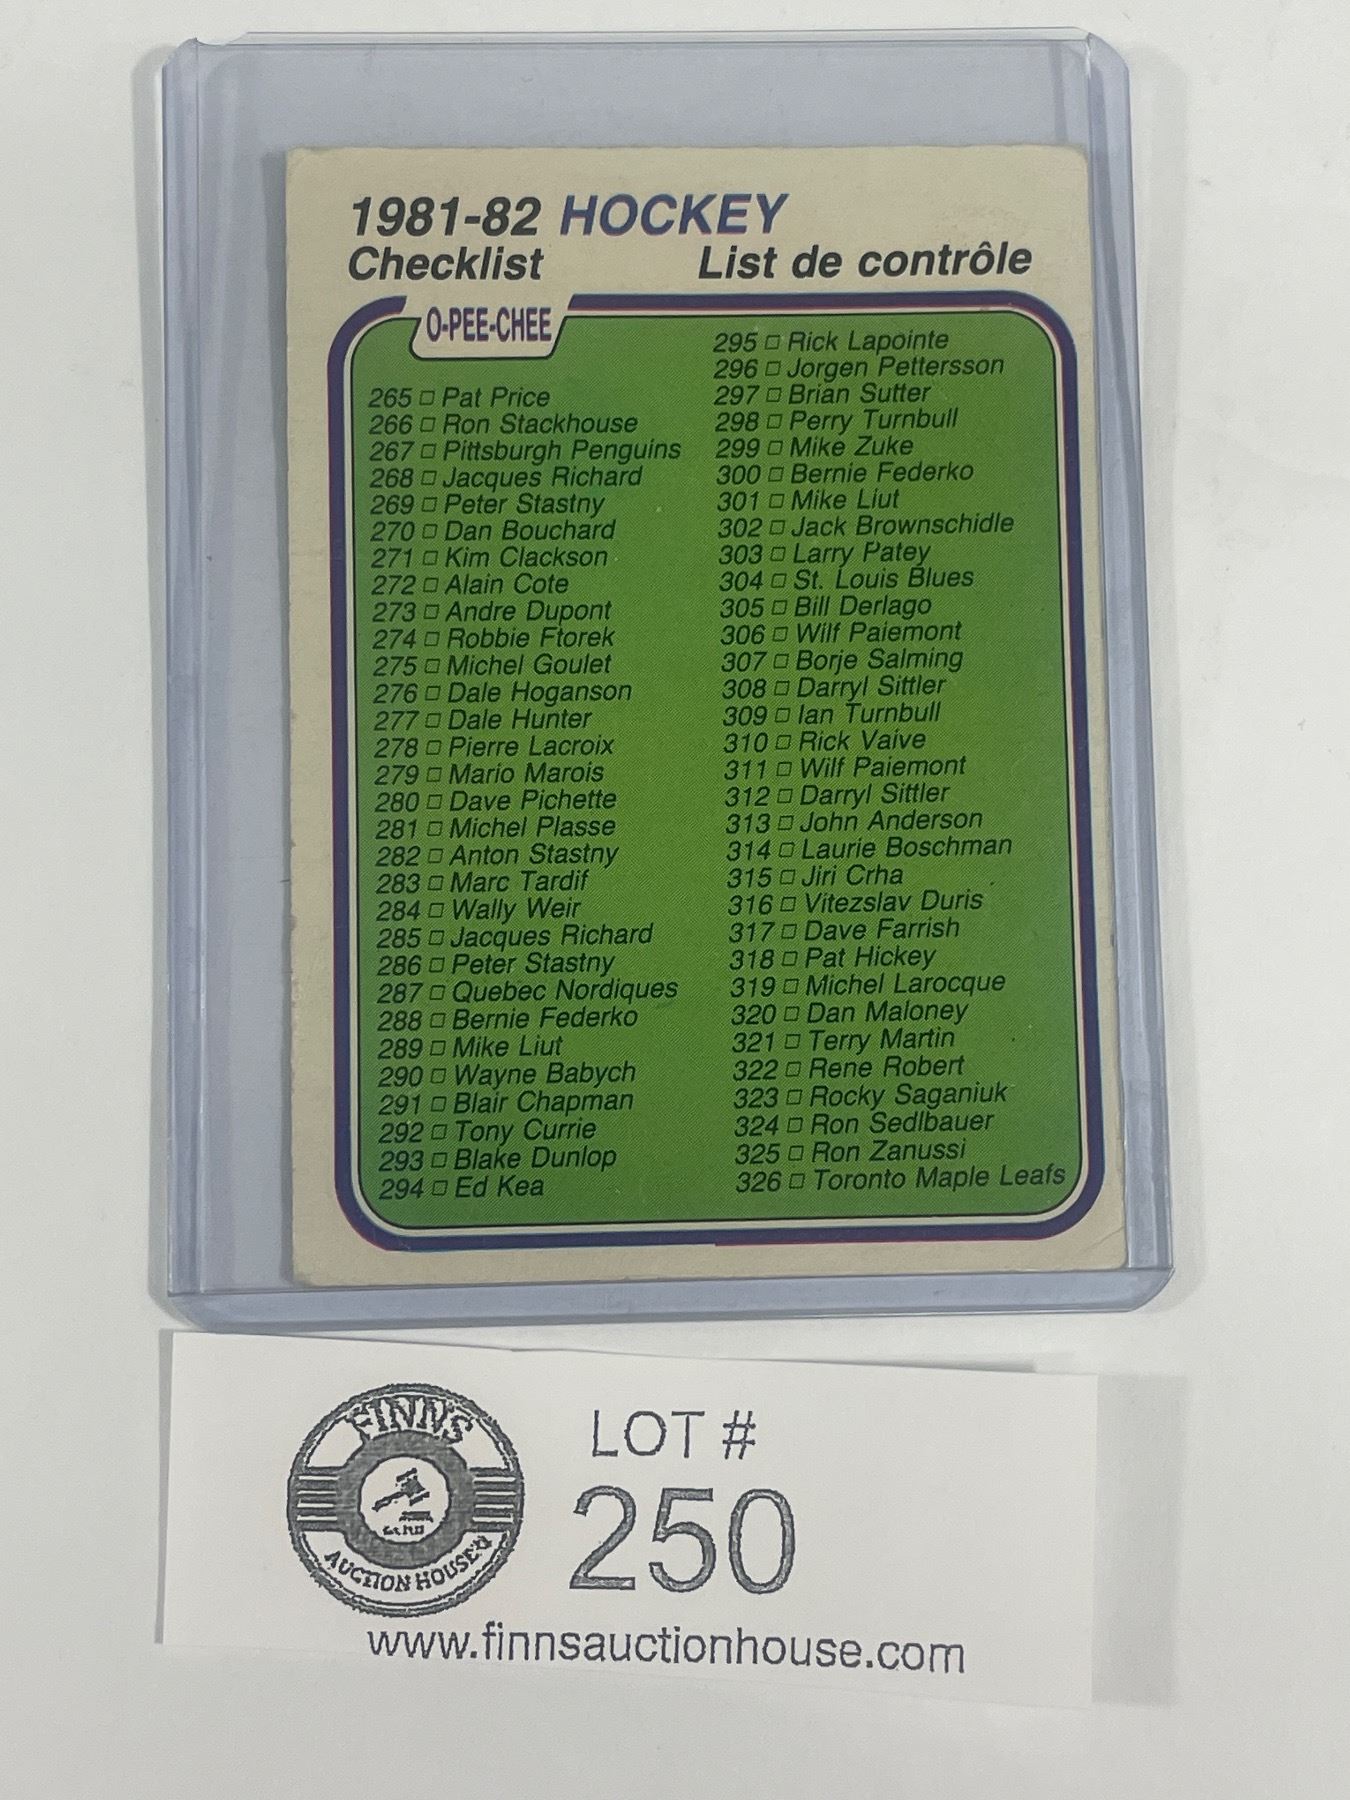 1981-82 HOCKEY
Checklist List de contrôle
O-PEE-CHEE
265 □ Pat Price
266 □ Ron Stackhouse
267 □ Pittsburgh Penguins
268 □ Jacques Richard
269 □ Peter Stastny
270 □ Dan Bouchard
271 □ Kim Clackson
272 □ Alain Cote
273 □ Andre Dupont
274 □ Robbie Ftorek
275 □ Michel Goulet
276 □ Dale Hoganson
277 □ Dale Hunter
278 □ Pierre Lacroix
279 □ Mario Marois
280 □ Dave Pichette
281 □ Michel Plasse
282 □ Anton Stastny
283 □ Marc Tardif
284 □ Wally Weir
285 □ Jacques Richard
286 □ Peter Stastny
287 □ Quebec Nordiques
288 □ Bernie Federko
289 □ Mike Liut
290 □ Wayne Babych
291 □ Blair Chapman
292 □ Tony Currie
293 □ Blake Dunlop
294 □ Ed Kea
295 □ Rick Lapointe
296 □ Jorgen Pettersson
297 □ Brian Sutter
298 □ Perry Turnbull
299 □ Mike Zuke
300 □ Bernie Federko
301 □ Mike Liut
302 □ Jack Brownschidle
303 □ Larry Patey
304 □ St. Louis Blues
305 □ Bill Derlago
306 □ Wilf Paiemont
307 □ Borje Salming
308 □ Darryl Sittler
309 □ Ian Turnbull
310 □ Rick Vaive
311 □ Wilf Paiemont
312 □ Darryl Sittler
313 □ John Anderson
314 □ Laurie Boschman
315 □ Jiri Crha
316 □ Vitezslav Duris
317 □ Dave Farrish
318 □ Pat Hickey
319 □ Michel Larocque
320 □ Dan Maloney
321 □ Terry Martin
322 □ Rene Robert
323 □ Rocky Saganiuk
324 □ Ron Sedlbauer
325 □ Ron Zanussi
326 □ Toronto Maple Leafs
FINNS
AUCTION HOUSE
LOT #
250
www.finnsauctionhouse.com